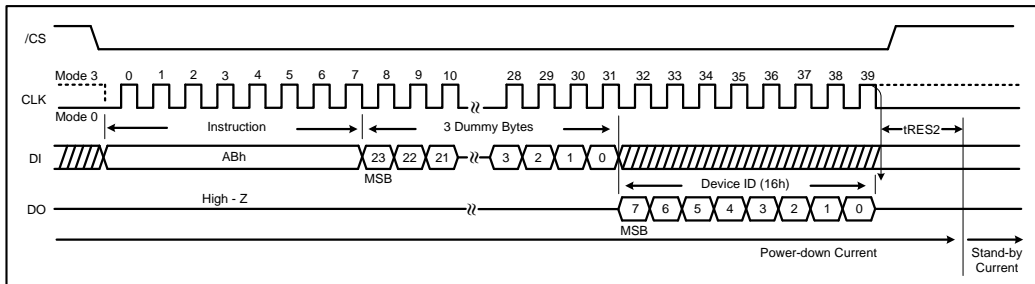 /CS
Mode 3 0 1 2 3 4 5 6 7 8 9 10 28 29 30 31 32 33 34 35 36 37 38 39
CLK
Mode 0
Instruction 3 Dummy Bytes tRES2
DI ABh 23 22 21 3 2 1 0
MSB Device ID (16h)
High - Z
DO 7 6 5 4 3 2 1 0
MSB
Power-down Current Stand-by
Current